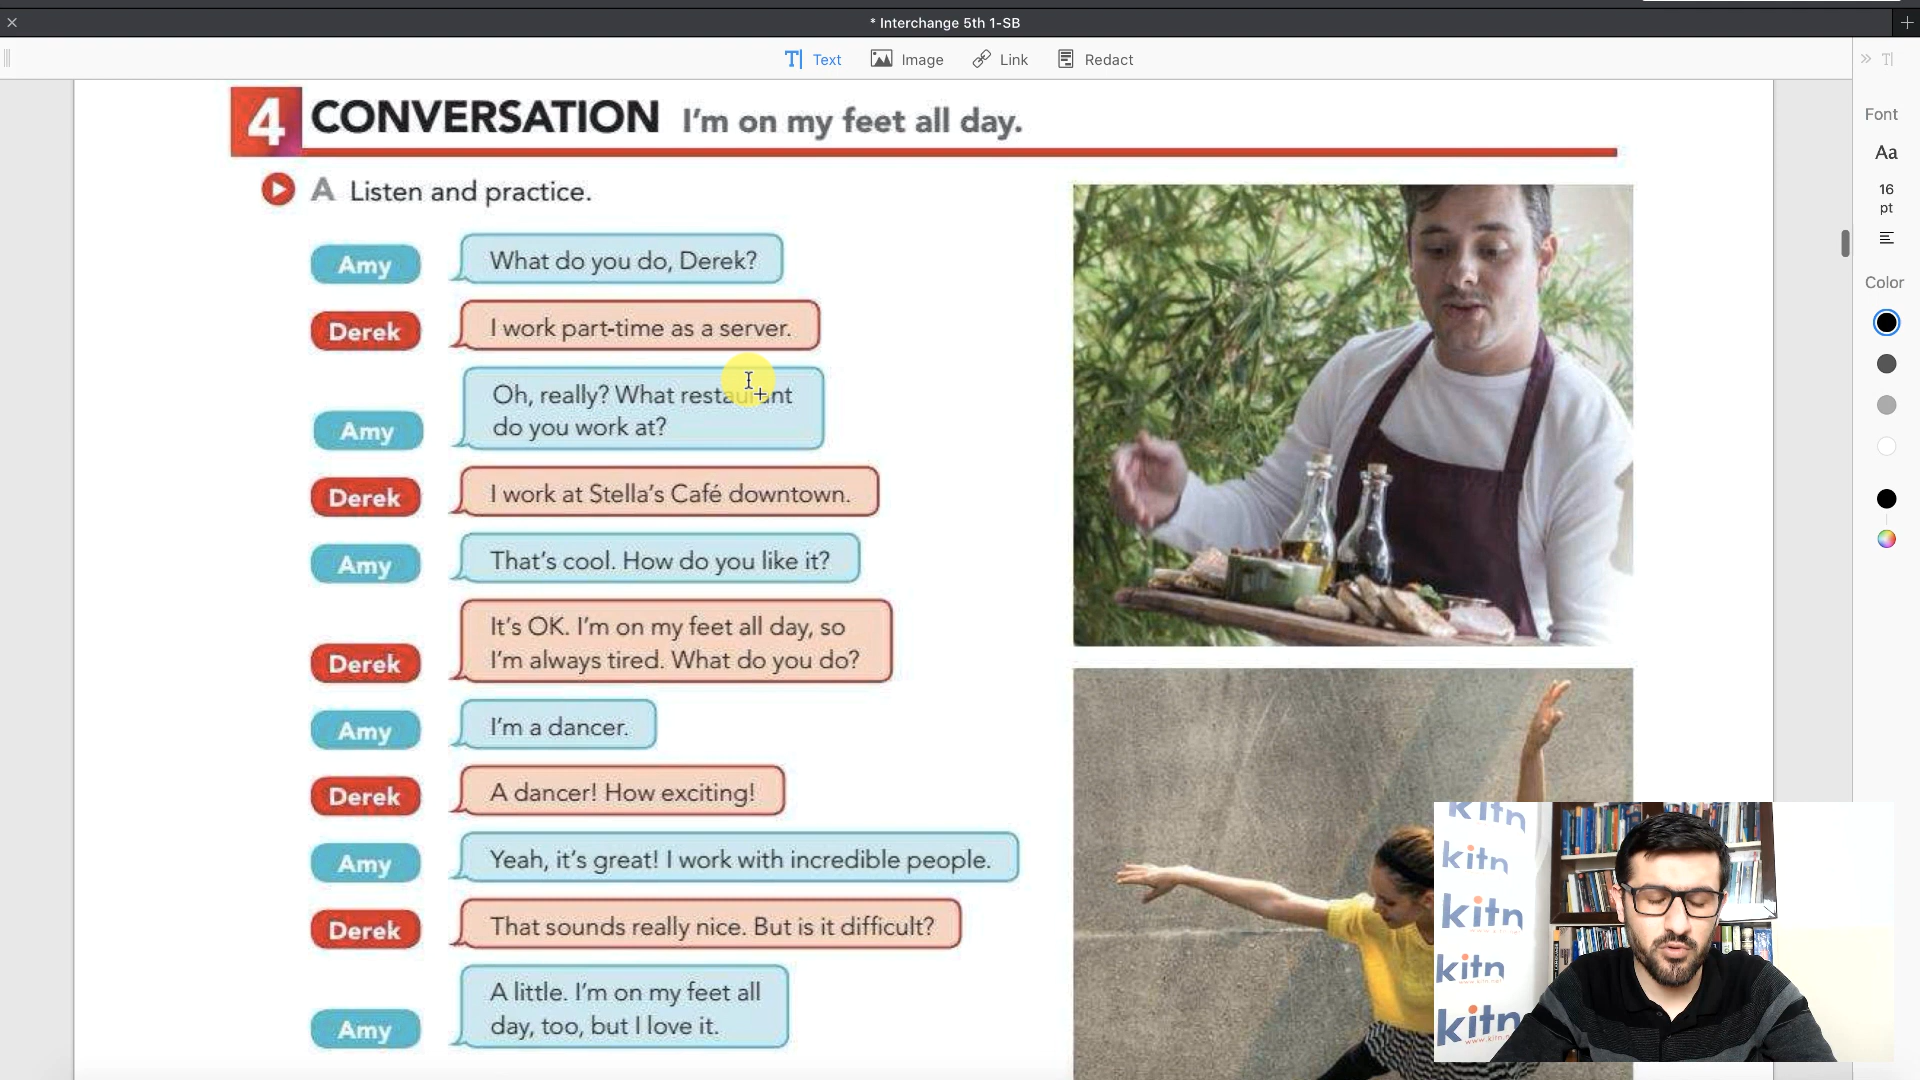 * Interchange 5th 1-SB
Text Image Link Redact
4 CONVERSATION I'm on my feet all day.
A Listen and practice.
Amy What do you do, Derek?
Derek I work part-time as a server.
Amy Oh, really? What restaurant
do you work at?
Derek I work at Stella's Café downtown.
Amy That's cool. How do you like it?
Derek It's OK. I'm on my feet all day, so
I'm always tired. What do you do?
Amy I'm a dancer.
Derek A dancer! How exciting!
Amy Yeah, it's great! I work with incredible people.
Derek That sounds really nice. But is it difficult?
Amy A little. I'm on my feet all
day, too, but I love it.
Font
Aa
16
pt
Color
kitn
kitn
kitn
kitn
kitn